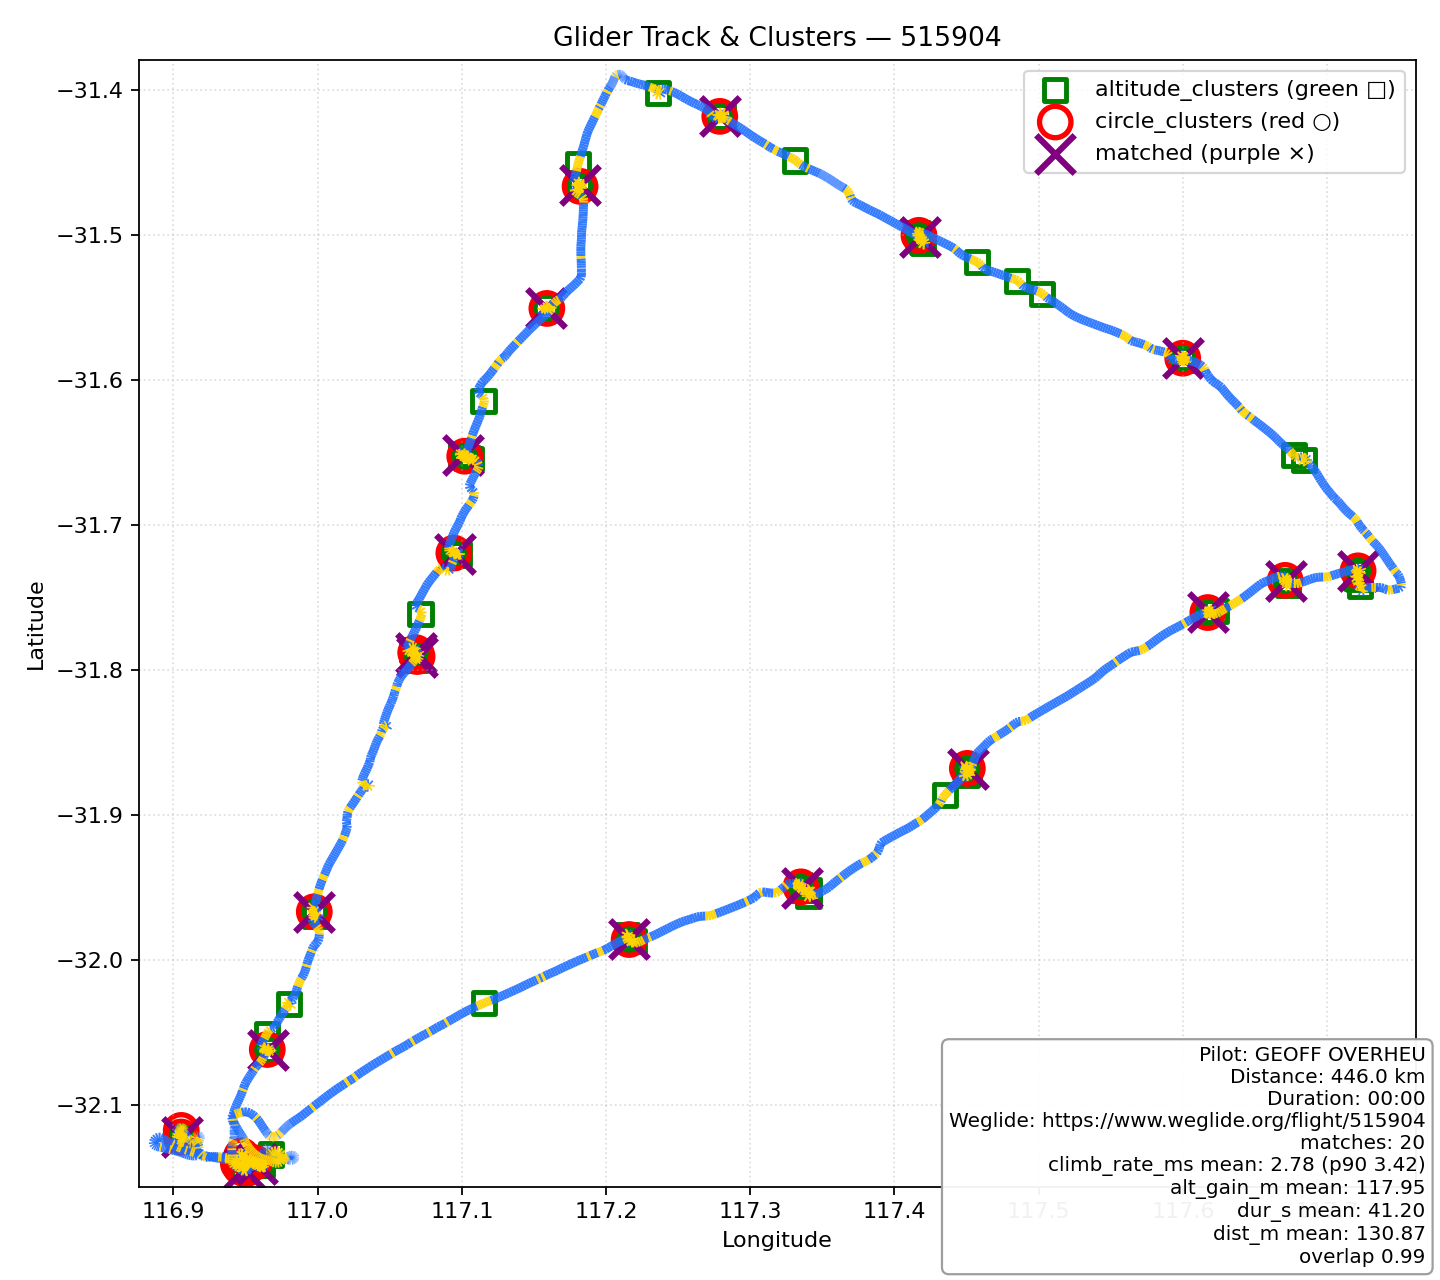 Glider Track & Clusters — 515904
altitude_clusters (green □)
circle_clusters (red ○)
matched (purple ×)
−31.4
−31.5
−31.6
−31.7
−31.8
−31.9
−32.0
−32.1
Latitude
116.9
117.0
117.1
117.2
117.3
117.4
117.5
117.6
Longitude
Pilot: GEOFF OVERHEU
Distance: 446.0 km
Duration: 00:00
Weglide: https://www.weglide.org/flight/515904
matches: 20
climb_rate_ms mean: 2.78 (p90 3.42)
alt_gain_m mean: 117.95
dur_s mean: 41.20
dist_m mean: 130.87
overlap 0.99